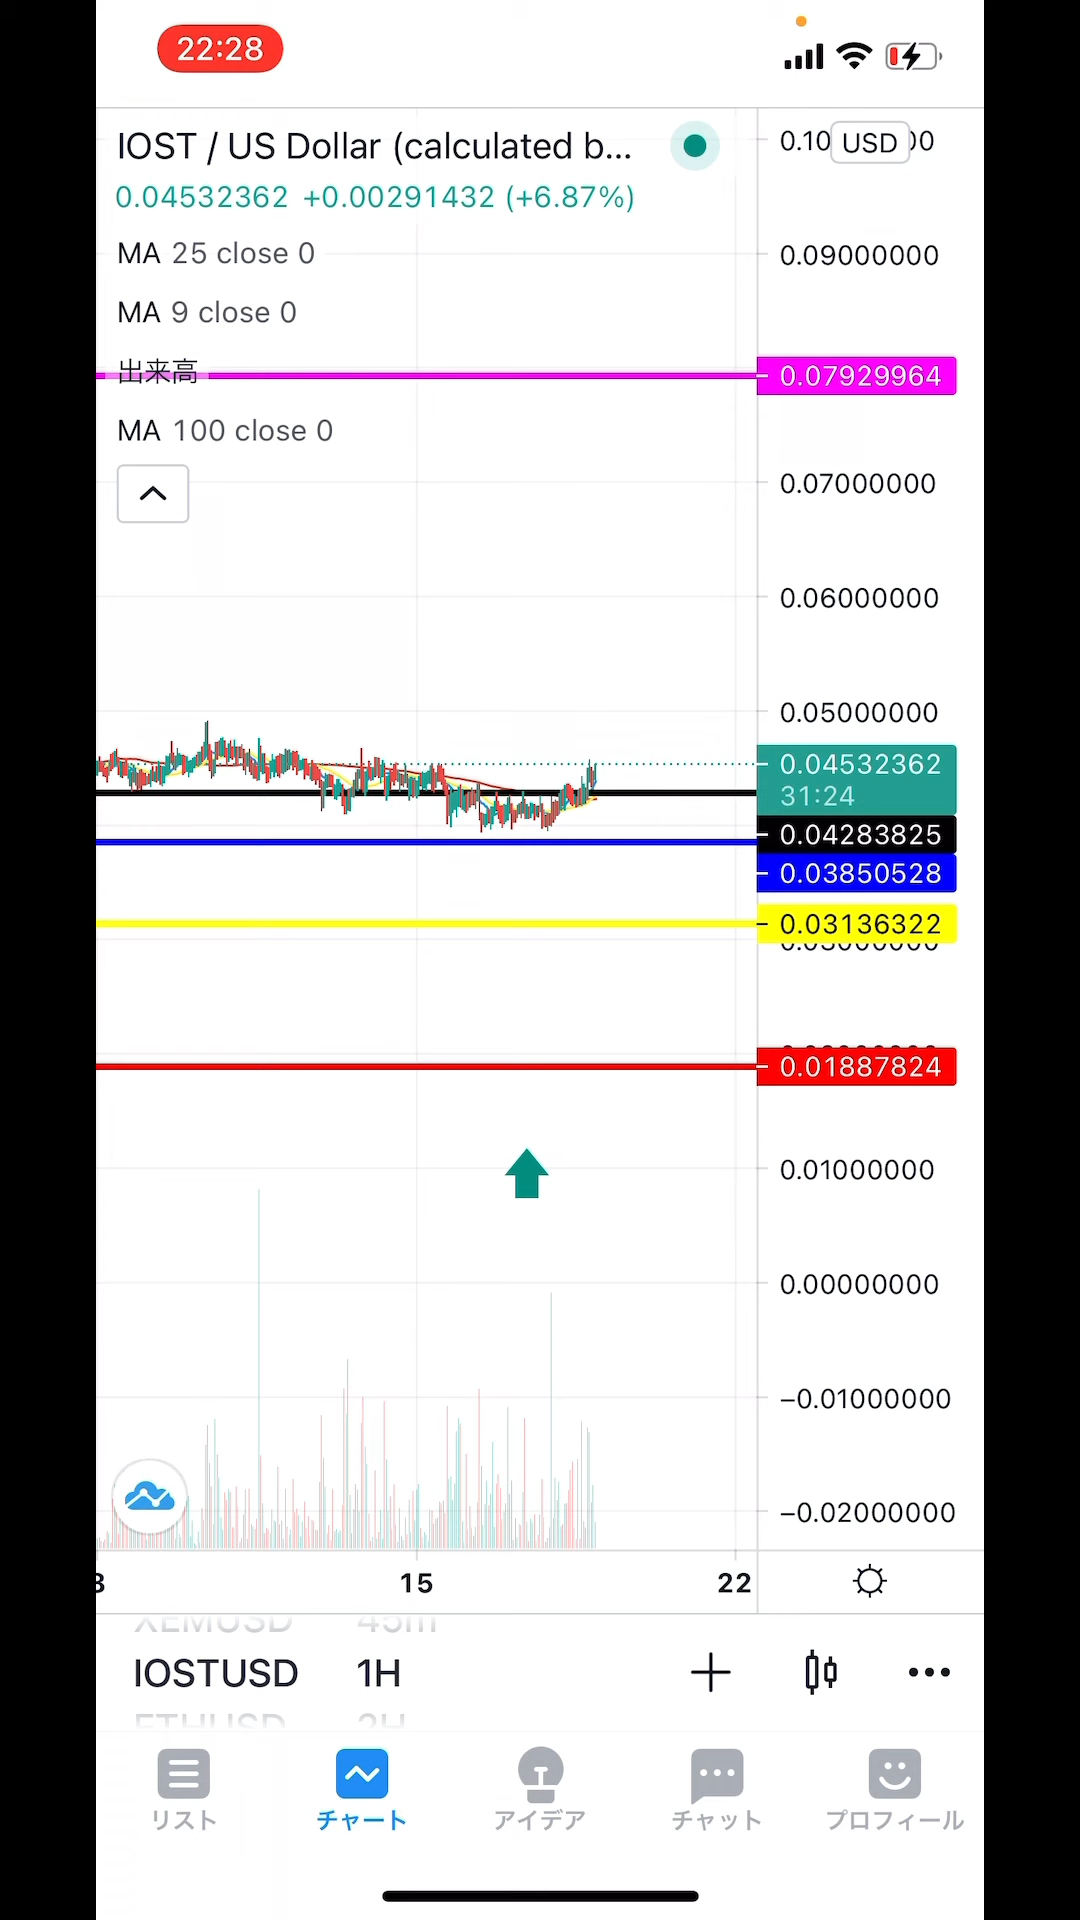 22:28
IOST / US Dollar (calculated b...
0.04532362 +0.00291432 (+6.87%)
MA 25 close 0
MA 9 close 0
出来高
MA 100 close 0
USD
0.09000000
0.07929964
0.07000000
0.06000000
0.05000000
0.04532362
31:24
0.04283825
0.03850528
0.03136322
0.01887824
0.01000000
0.00000000
−0.01000000
−0.02000000
15
22
XEMUSD 45m
IOSTUSD 1H
ETHUSD 2H
リスト
チャート
アイデア
チャット
プロフィール